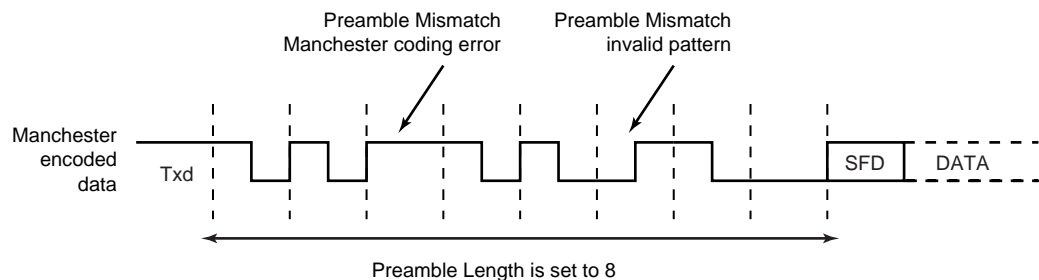 Preamble Mismatch
Manchester coding error
Preamble Mismatch
invalid pattern
Manchester
encoded
data
Txd
SFD
DATA
Preamble Length is set to 8